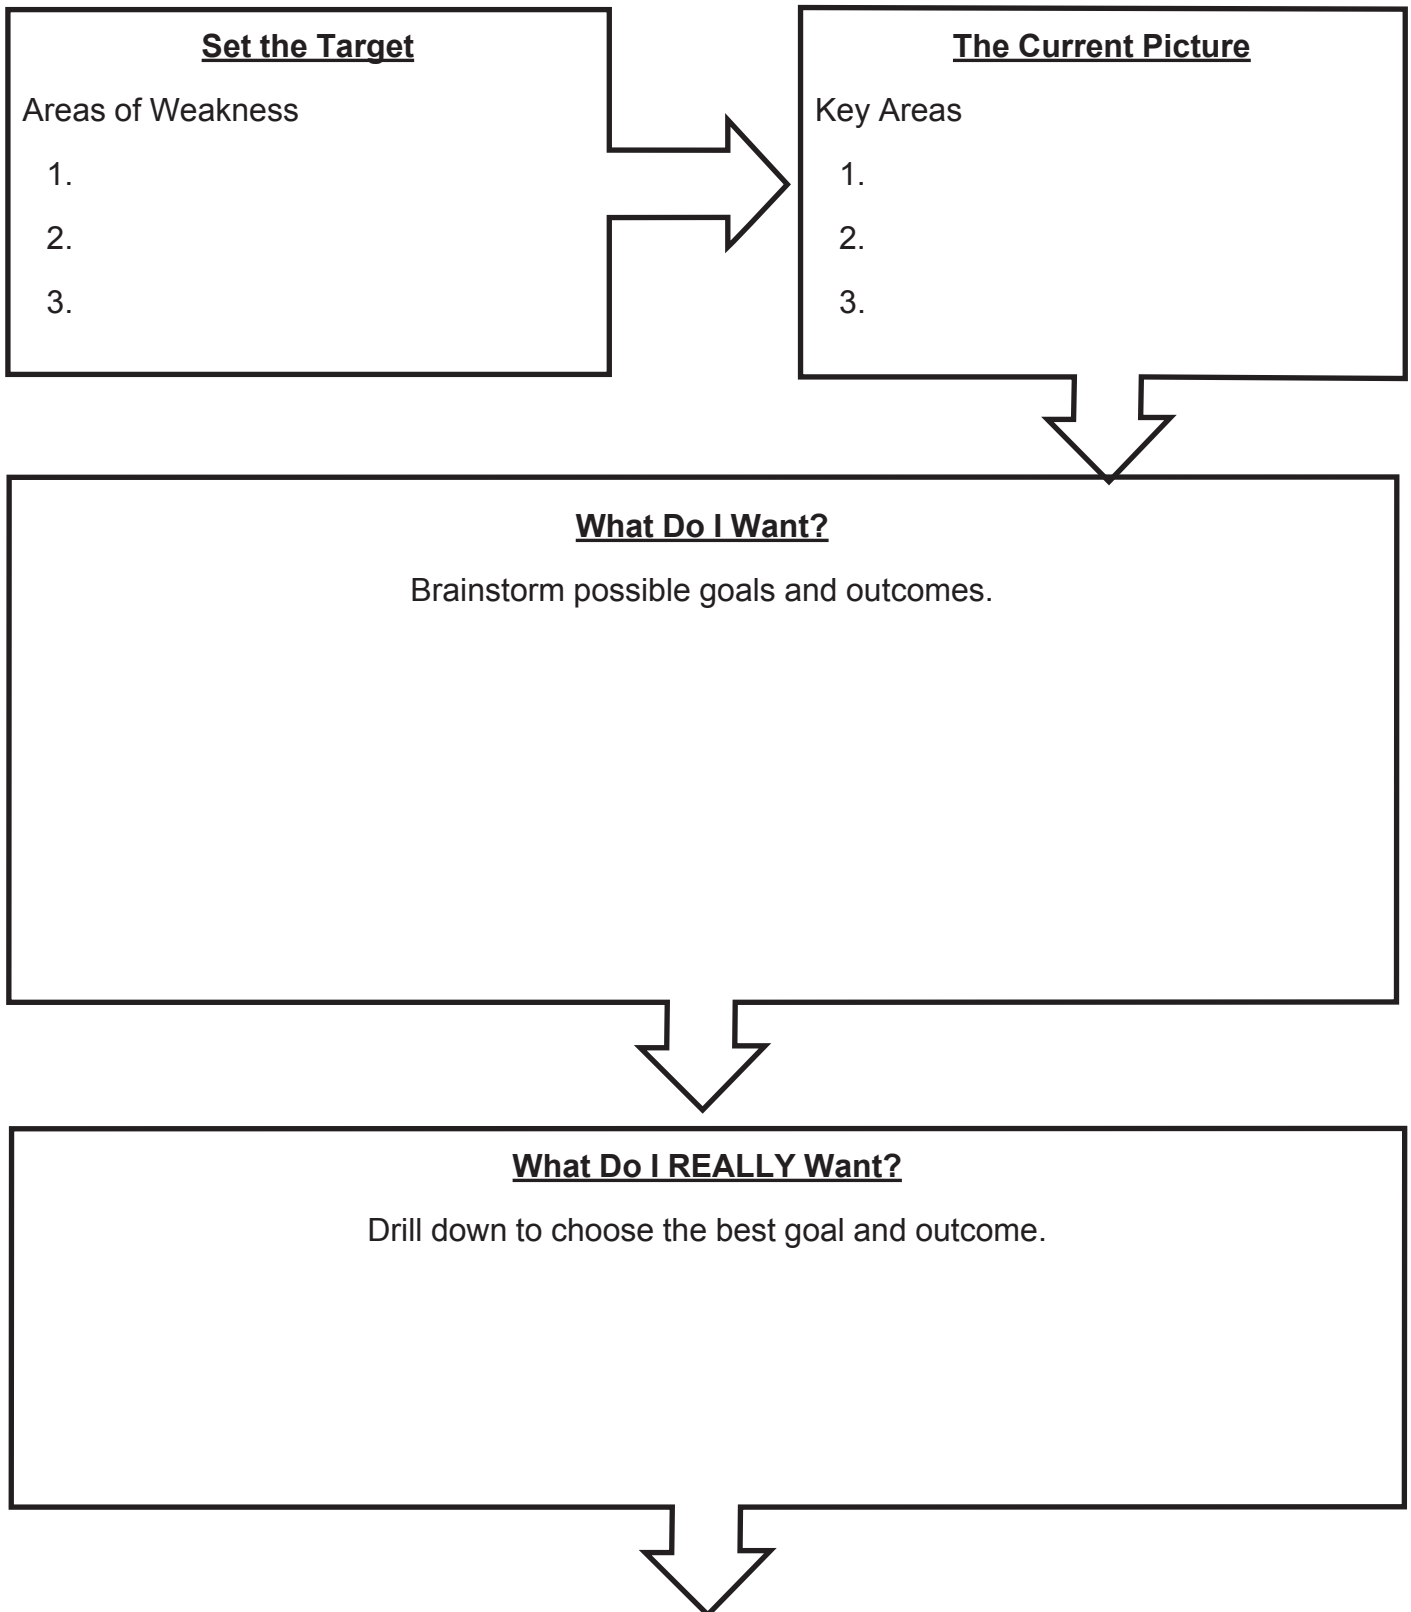 Set the Target
Areas of Weakness
1.
2.
3.
The Current Picture
Key Areas
1.
2.
3.
What Do I Want?
Brainstorm possible goals and outcomes.
What Do I REALLY Want?
Drill down to choose the best goal and outcome.